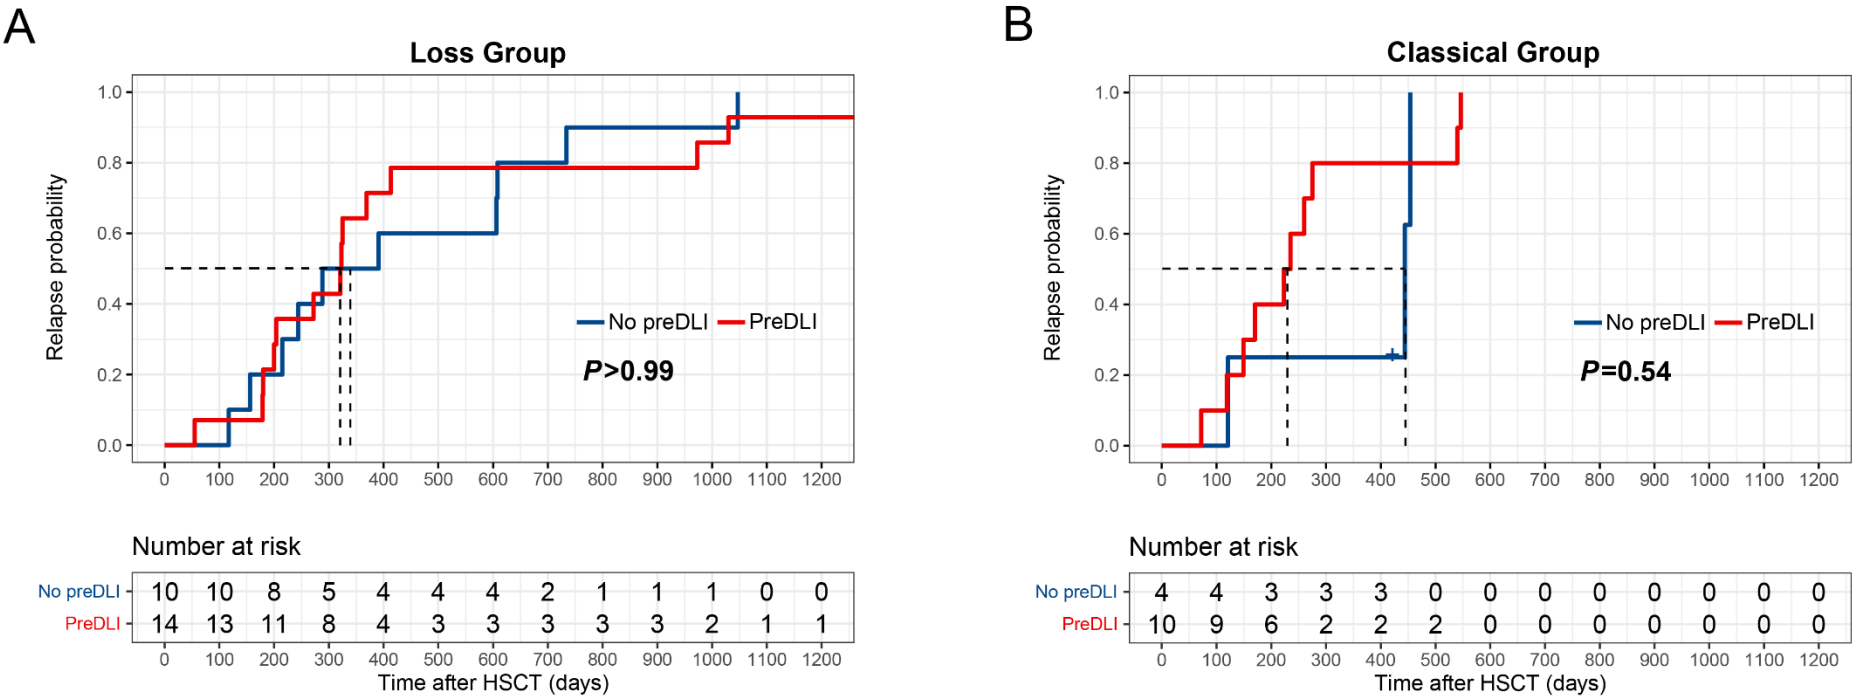 A
Loss Group
Relapse probability
1.0
0.8
0.6
0.4
0.2
0.0
No preDLI PreDLI
P>0.99
0 100 200 300 400 500 600 700 800 900 1000 1100 1200
Number at risk
No preDLI 10 10 8 5 4 4 4 2 1 1 1 0 0
PreDLI 14 13 11 8 4 3 3 3 3 3 2 1 1
0 100 200 300 400 500 600 700 800 900 1000 1100 1200
Time after HSCT (days)
B
Classical Group
Relapse probability
1.0
0.8
0.6
0.4
0.2
0.0
No preDLI PreDLI
P=0.54
0 100 200 300 400 500 600 700 800 900 1000 1100 1200
Number at risk
No preDLI 4 4 3 3 3 0 0 0 0 0 0 0 0
PreDLI 10 9 6 2 2 2 0 0 0 0 0 0 0
0 100 200 300 400 500 600 700 800 900 1000 1100 1200
Time after HSCT (days)